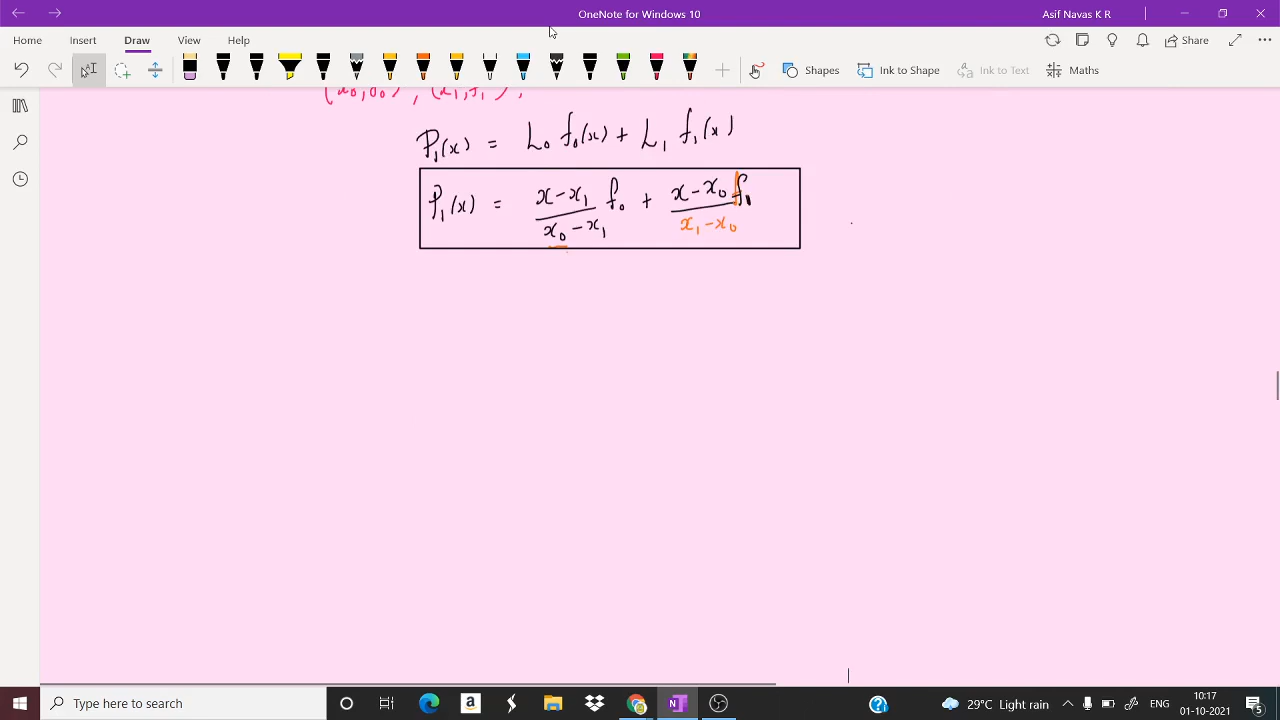 OneNote for Windows 10
Asif Navas K R
Home Insert Draw View Help
Share
Shapes Ink to Shape Ink to Text Maths
P₁(x) = L₀ f₀(x) + L₁ f₁(x)
P₁(x) = (x-x₁)/(x₀-x₁) f₀ + (x-x₀)/(x₁-x₀) f₁
Type here to search
29°C Light rain
ENG
10:17
01-10-2021
5